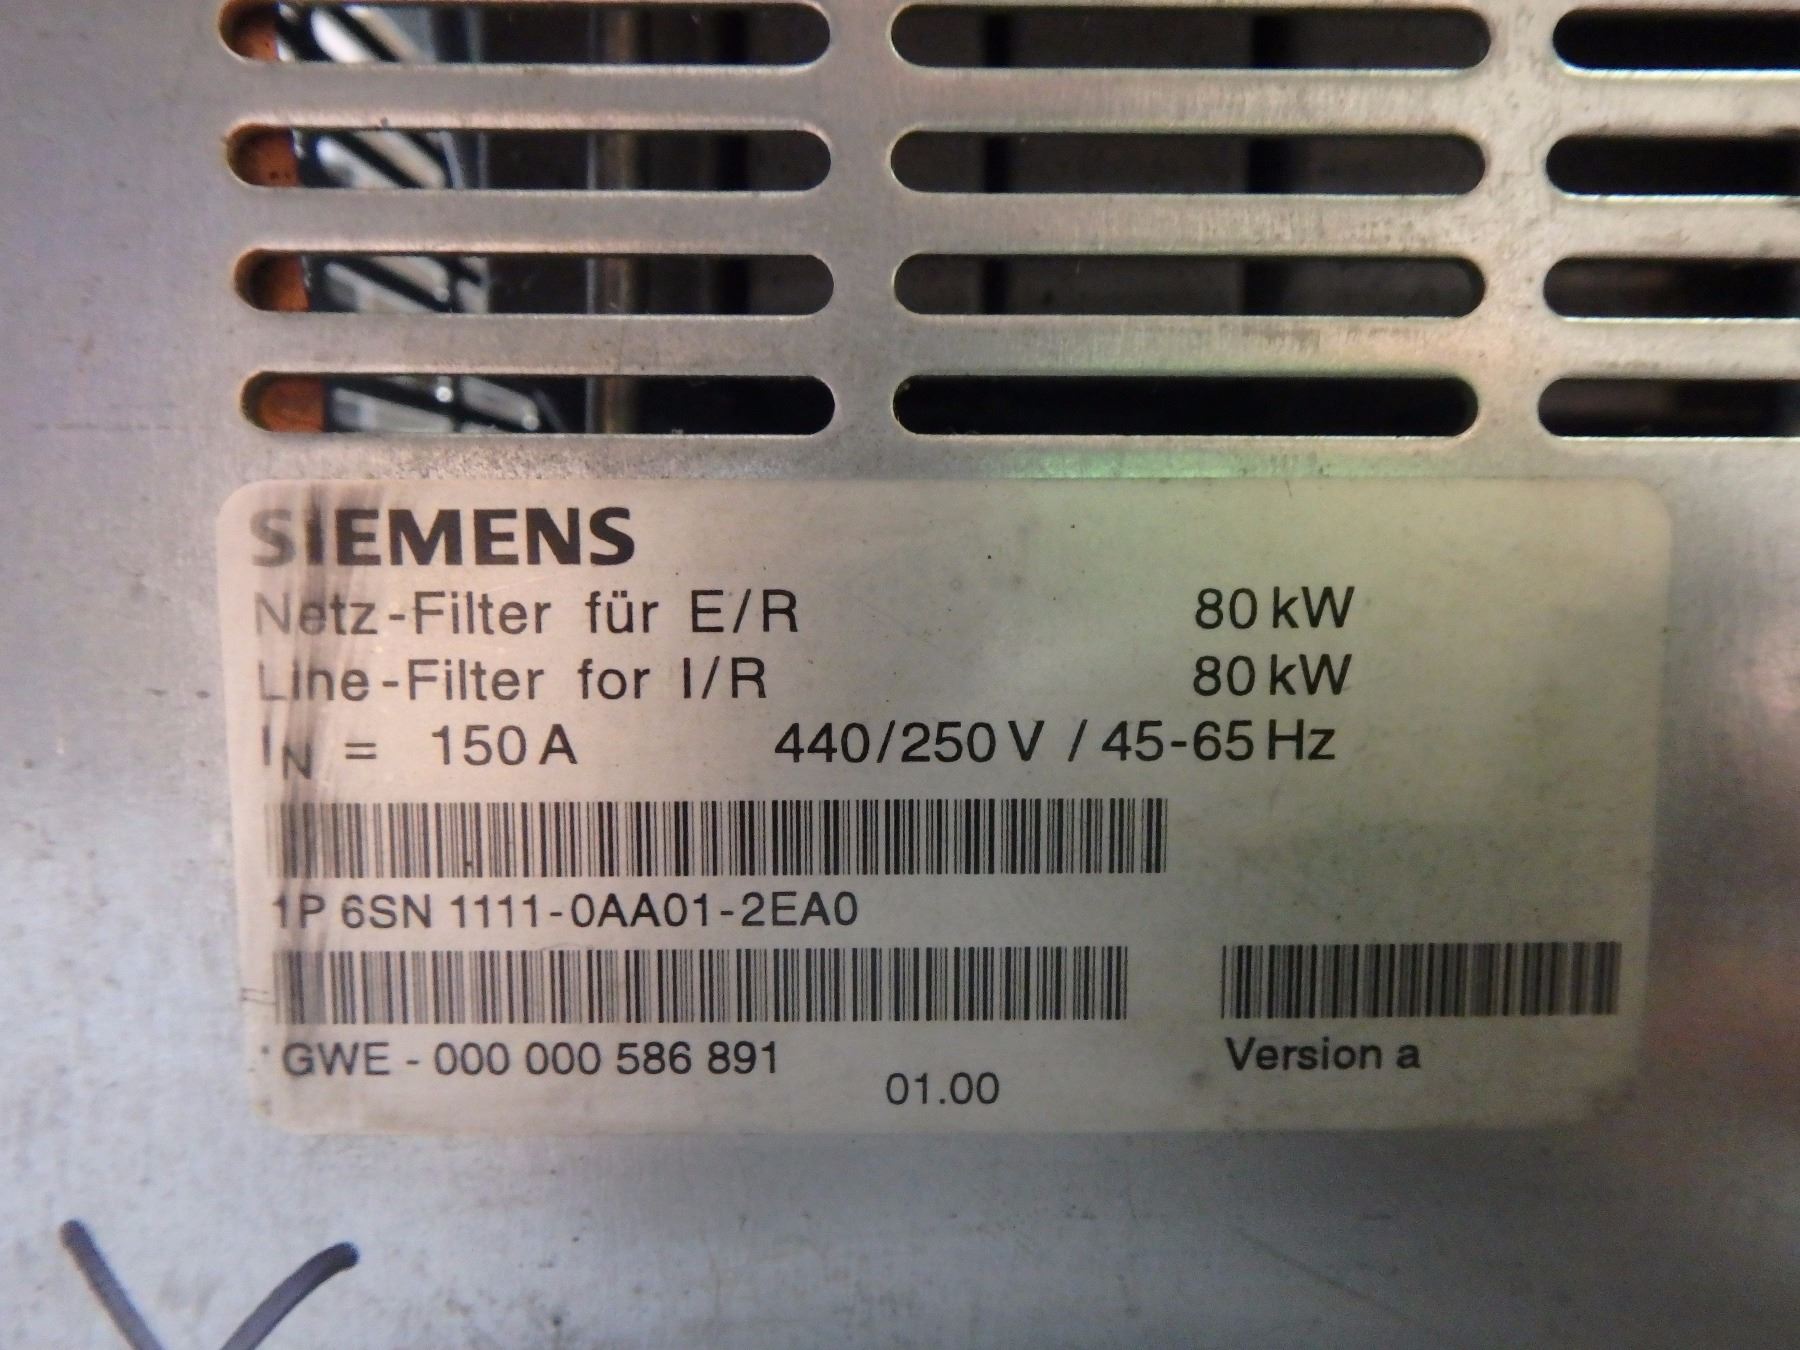 SIEMENS
Netz-Filter für E/R 80 kW
Line-Filter for I/R 80 kW
IN = 150 A 440/250 V / 45-65 Hz
1P 6SN 1111-0AA01-2EA0
GWE - 000 000 586 891
01.00
Version a